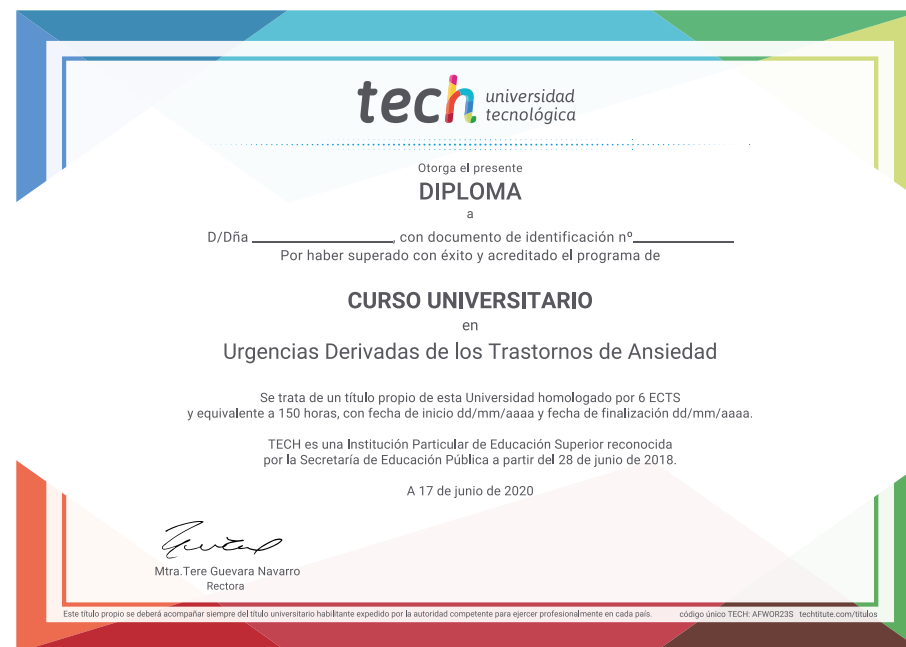 tech universidad
tecnológica
Otorga el presente
DIPLOMA
a
D/Dña ____________________, con documento de identificación nº______________
Por haber superado con éxito y acreditado el programa de
CURSO UNIVERSITARIO
en
Urgencias Derivadas de los Trastornos de Ansiedad
Se trata de un título propio de esta Universidad homologado por 6 ECTS
y equivalente a 150 horas, con fecha de inicio dd/mm/aaaa y fecha de finalización dd/mm/aaaa.
TECH es una Institución Particular de Educación Superior reconocida
por la Secretaría de Educación Pública a partir del 28 de junio de 2018.
A 17 de junio de 2020
Mtra.Tere Guevara Navarro
Rectora
Este título propio se deberá acompañar siempre del título universitario habilitante expedido por la autoridad competente para ejercer profesionalmente en cada país. código único TECH: AFWOR23S techtitute.com/títulos